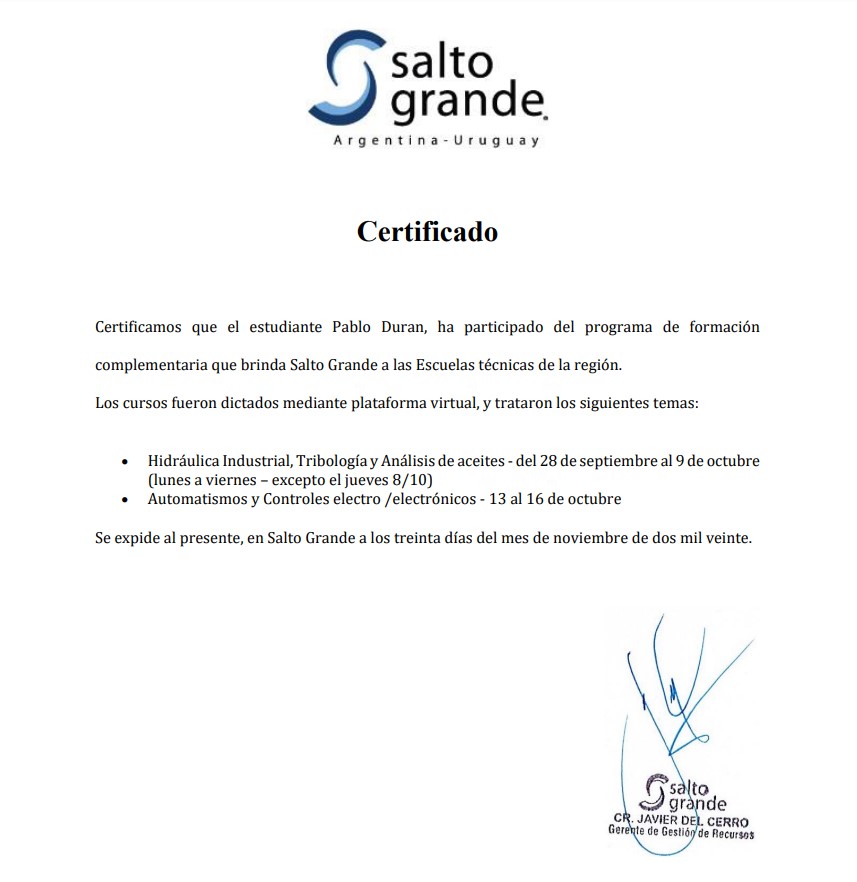 salto
grande.
Argentina-Uruguay
Certificado
Certificamos que el estudiante Pablo Duran, ha participado del programa de formación
complementaria que brinda Salto Grande a las Escuelas técnicas de la región.
Los cursos fueron dictados mediante plataforma virtual, y trataron los siguientes temas:
• Hidráulica Industrial, Tribología y Análisis de aceites - del 28 de septiembre al 9 de octubre
(lunes a viernes – excepto el jueves 8/10)
• Automatismos y Controles electro /electrónicos - 13 al 16 de octubre
Se expide al presente, en Salto Grande a los treinta días del mes de noviembre de dos mil veinte.
salto
grande
CR. JAVIER DEL CERRO
Gerente de Gestión de Recursos